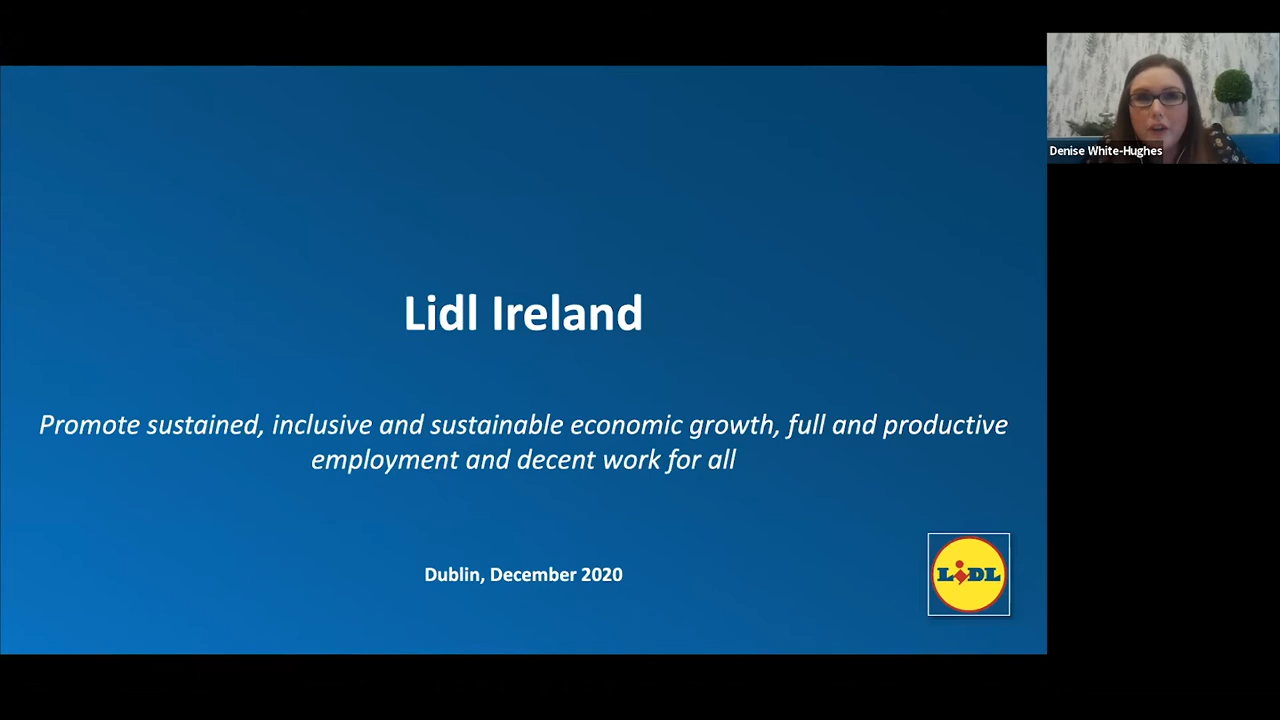 Denise White-Hughes
Lidl Ireland
Promote sustained, inclusive and sustainable economic growth, full and productive
employment and decent work for all
Dublin, December 2020
LIDL